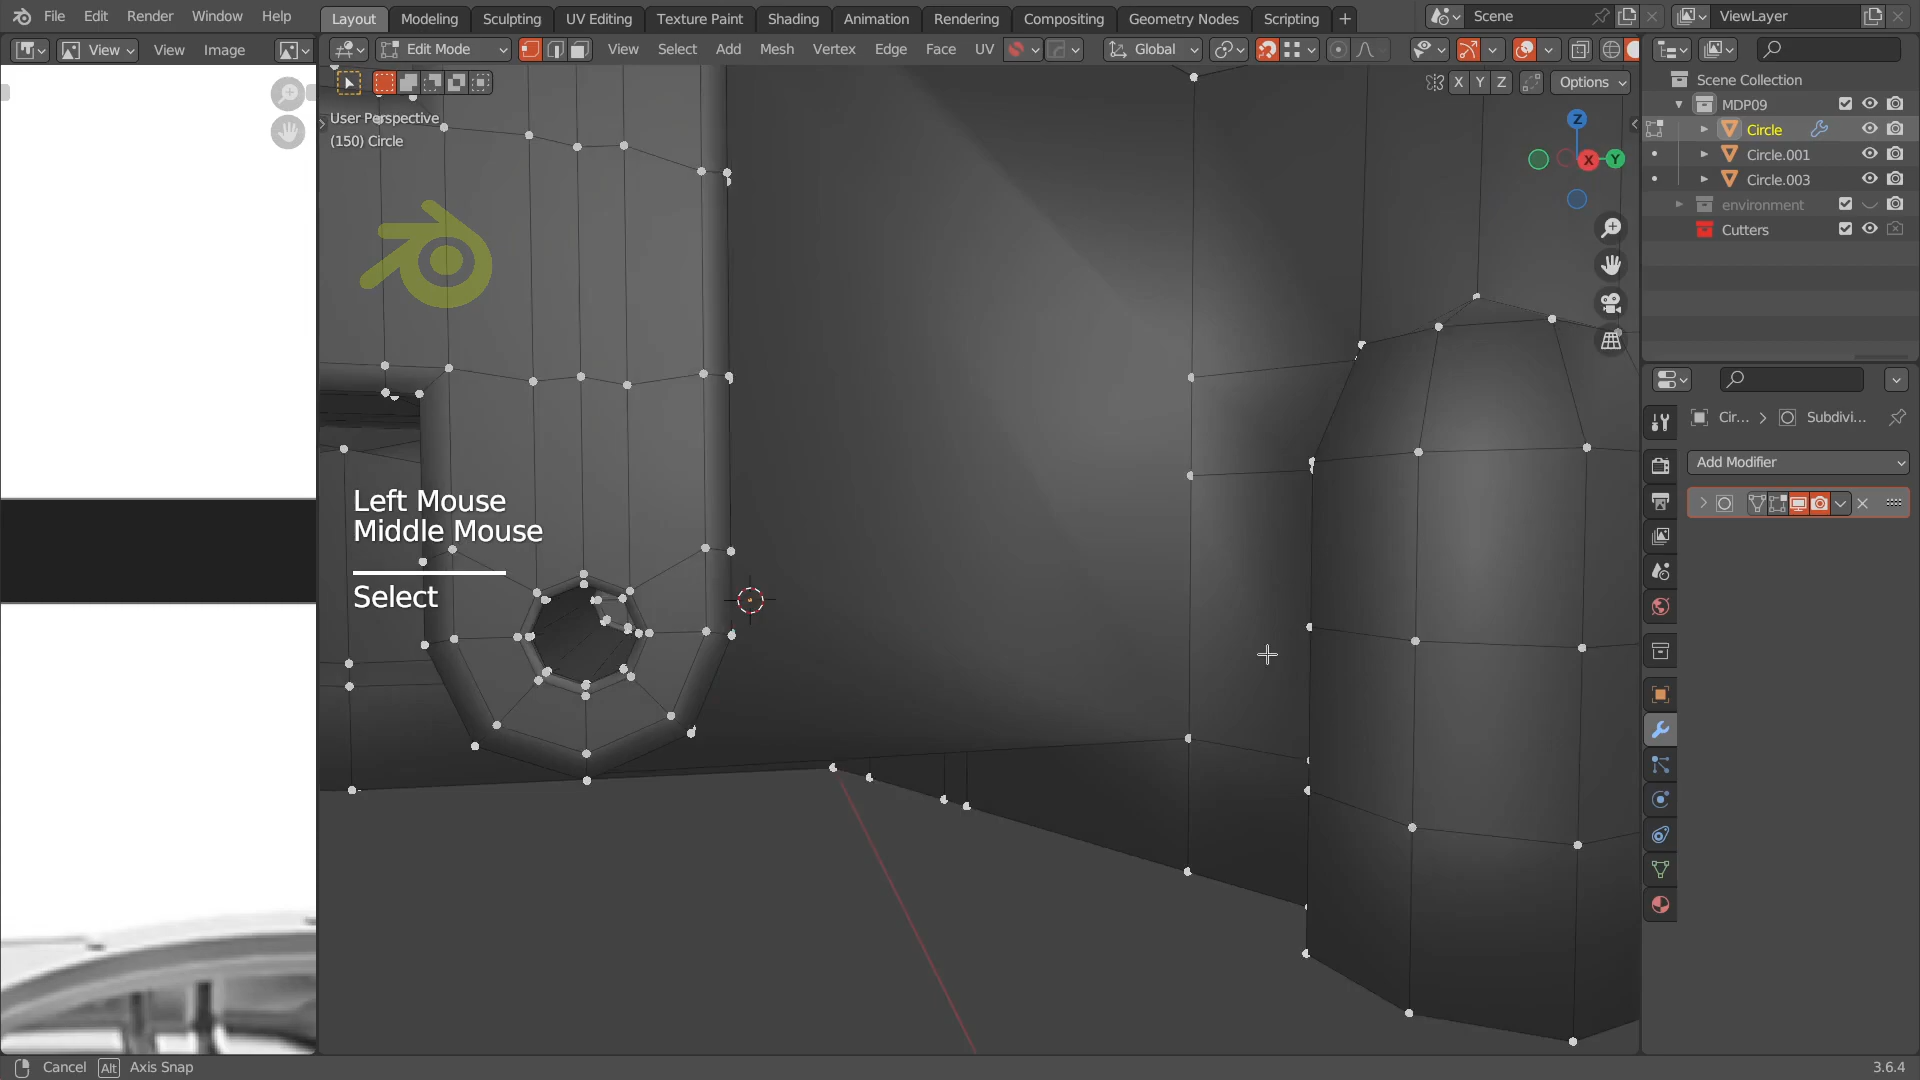 File Edit Render Window Help
Layout Modeling Sculpting UV Editing Texture Paint Shading Animation Rendering Compositing Geometry Nodes Scripting +
Scene
ViewLayer
View View Image
Edit Mode View Select Add Mesh Vertex Edge Face UV Global
X Y Z Options
User Perspective
(150) Circle
Z
X Y
Left Mouse
Middle Mouse
Select
Scene Collection
MDP09
Circle
Circle.001
Circle.003
environment
Cutters
Cir... > Subdivi...
Add Modifier
Cancel Alt Axis Snap
3.6.4